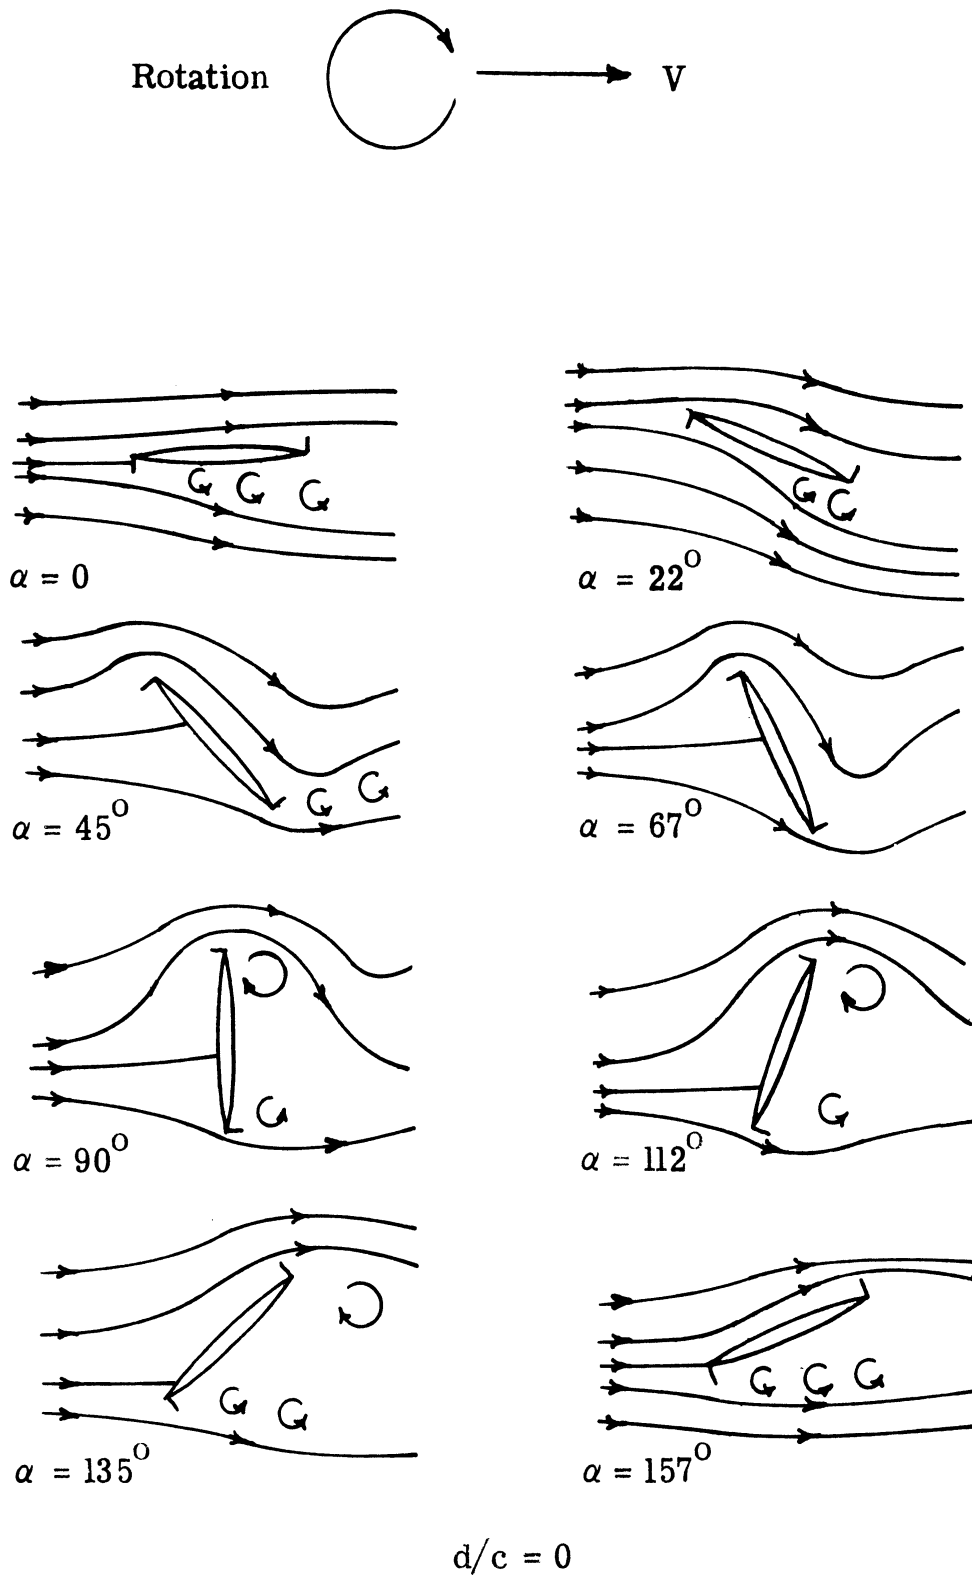 Rotation V
α = 0
α = 22°
α = 45°
α = 67°
α = 90°
α = 112°
α = 135°
α = 157°
d/c = 0